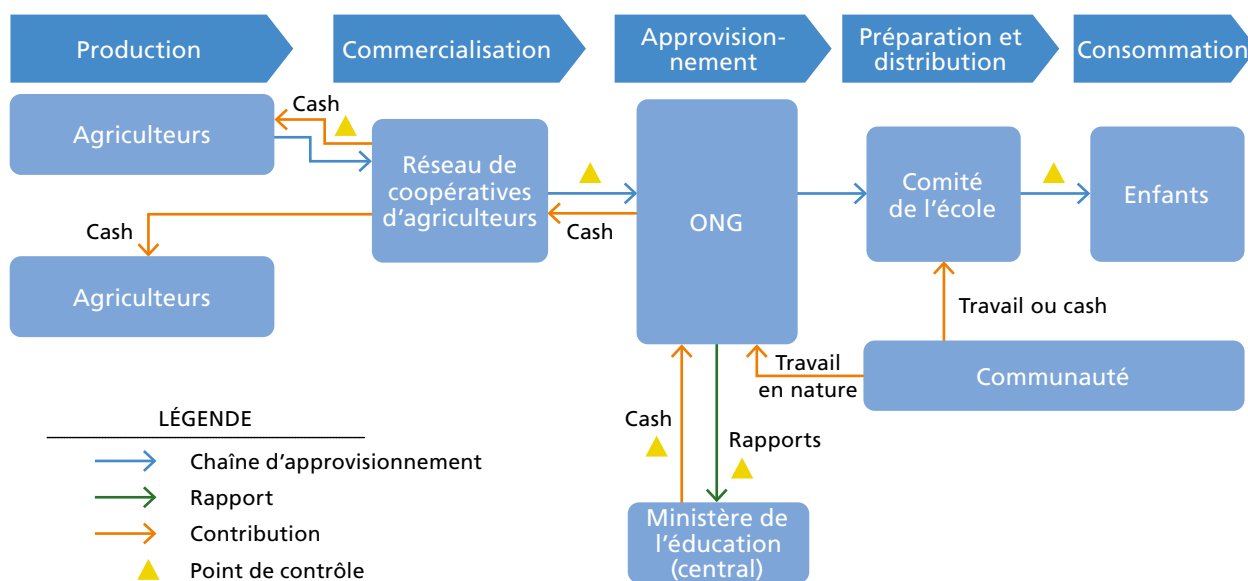 Production
Commercialisation
Approvision-
nement
Préparation et
distribution
Consommation
Agriculteurs
Cash
Réseau de
coopératives
d'agriculteurs
Cash
ONG
Comité
de l'école
Enfants
Cash
Agriculteurs
Travail ou cash
Travail
en nature
Communauté
Cash
Rapports
Ministère de
l'éducation
(central)
LÉGENDE
Chaîne d'approvisionnement
Rapport
Contribution
Point de contrôle